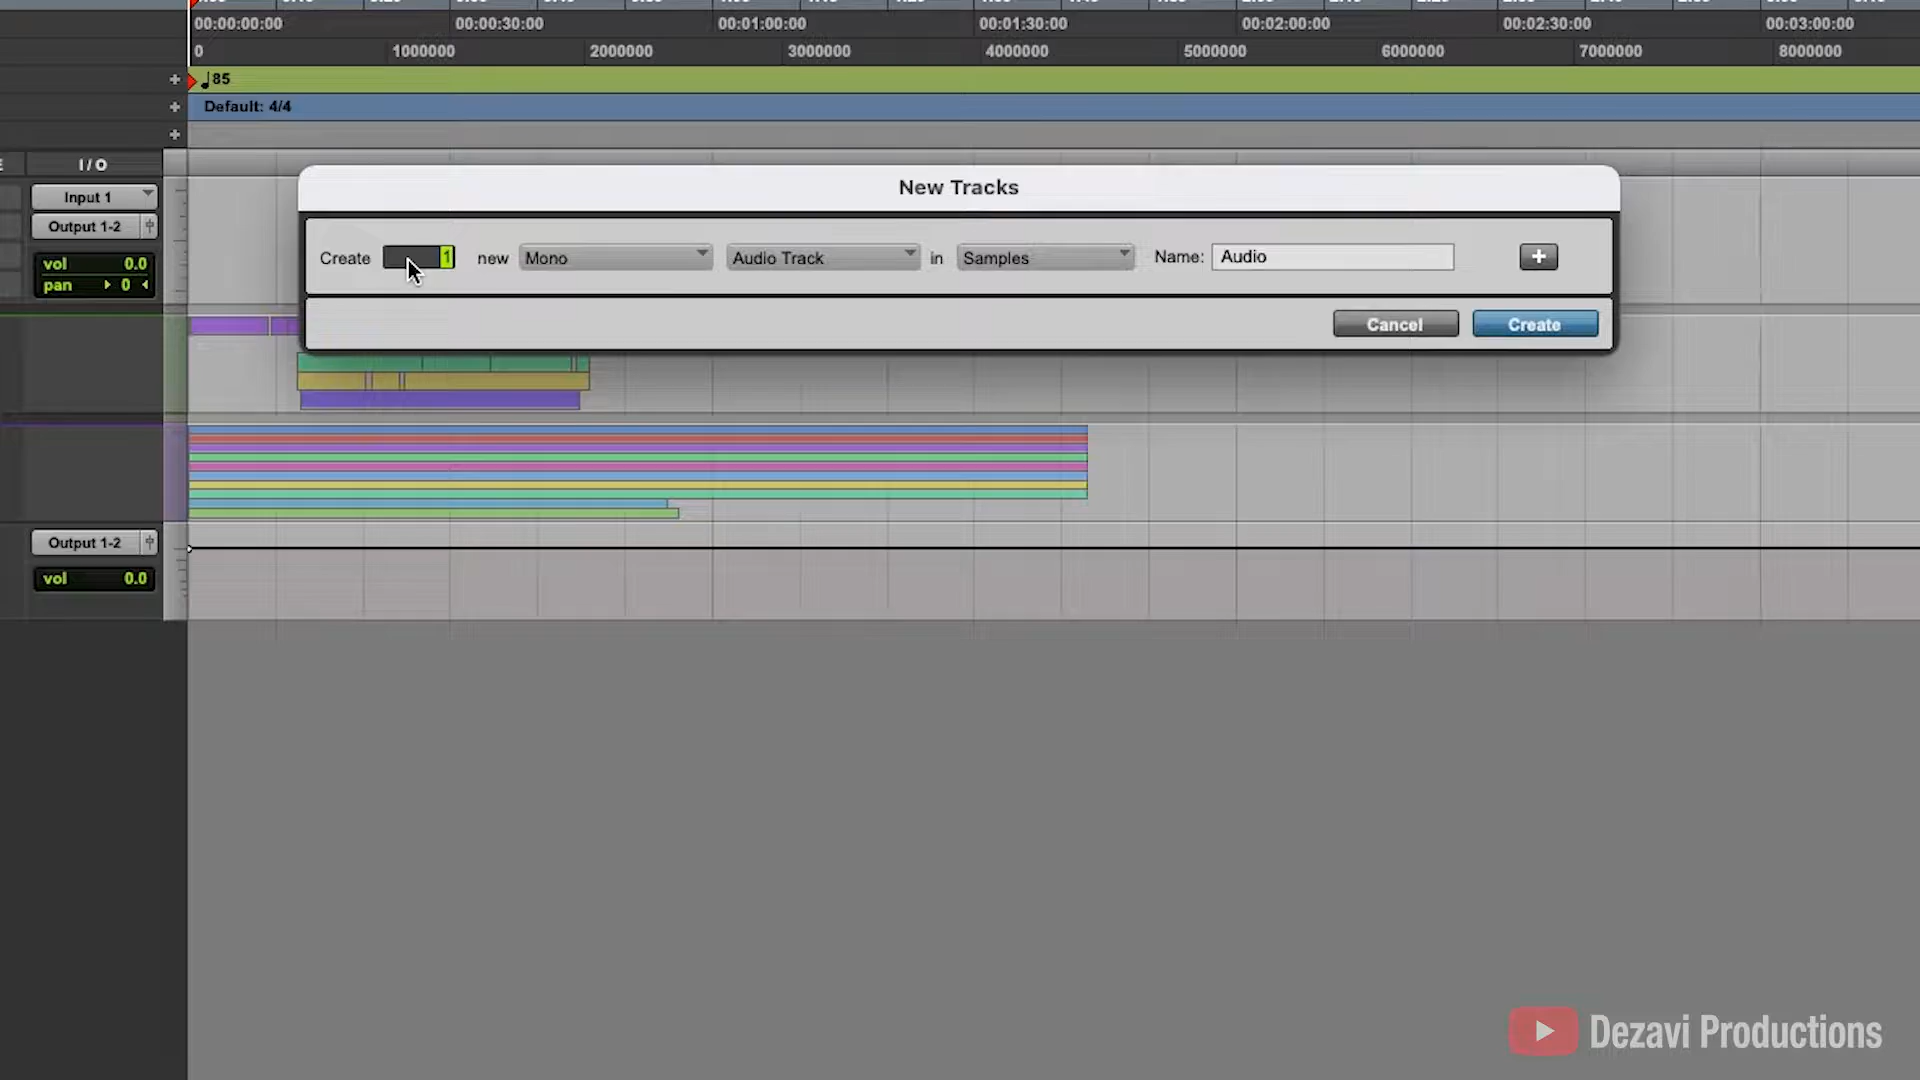 00:00:00:00 00:00:30:00 00:01:00:00 00:01:30:00 00:02:00:00 00:02:30:00 00:03:00:00
0 1000000 2000000 3000000 4000000 5000000 6000000 7000000 8000000
85
Default: 4/4
I/O
Input 1
Output 1-2
vol 0.0
pan 0
New Tracks
Create 1 new Mono Audio Track in Samples Name: Audio +
Cancel Create
Output 1-2
vol 0.0
Dezavi Productions